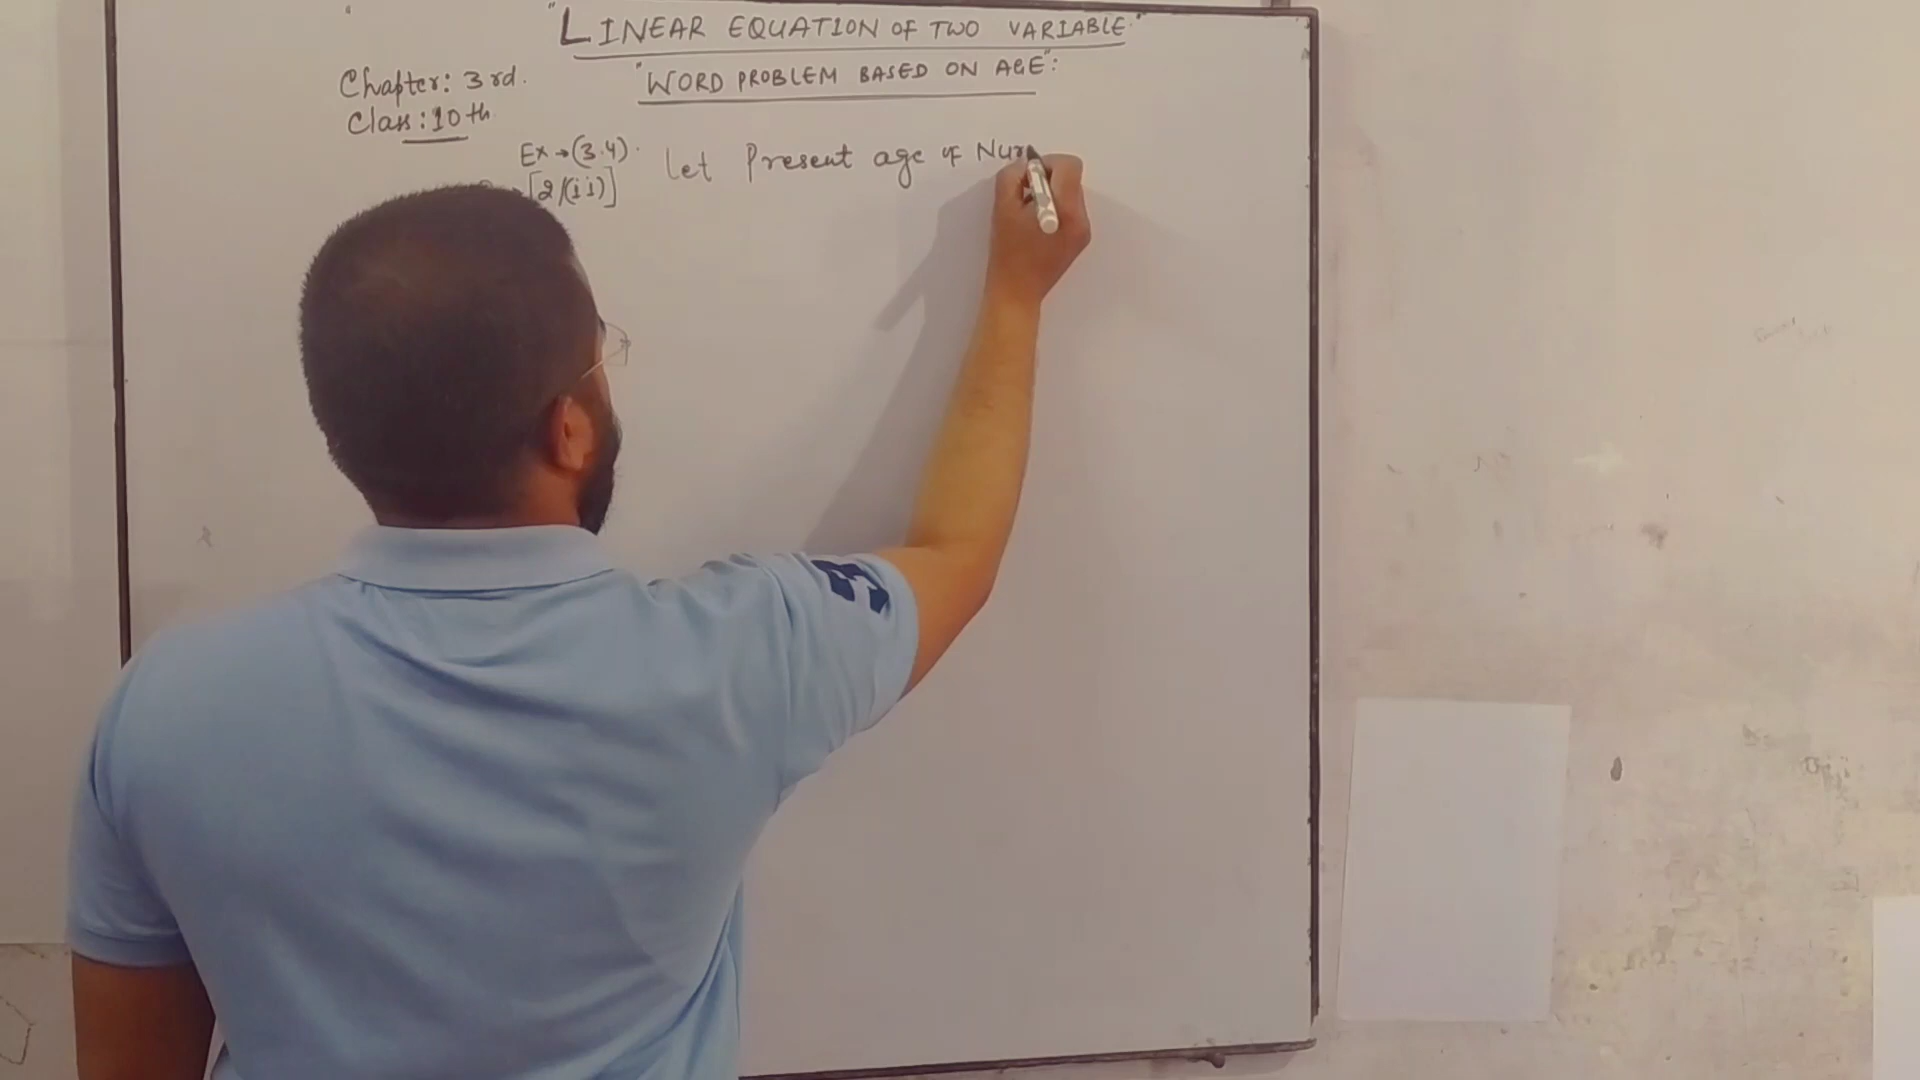 "LINEAR EQUATION OF TWO VARIABLE."
"WORD PROBLEM BASED ON AGE":
Chapter: 3rd.
Class: 10th.
Ex → (3.4). Let Present age of Nur
[2/(ii)]